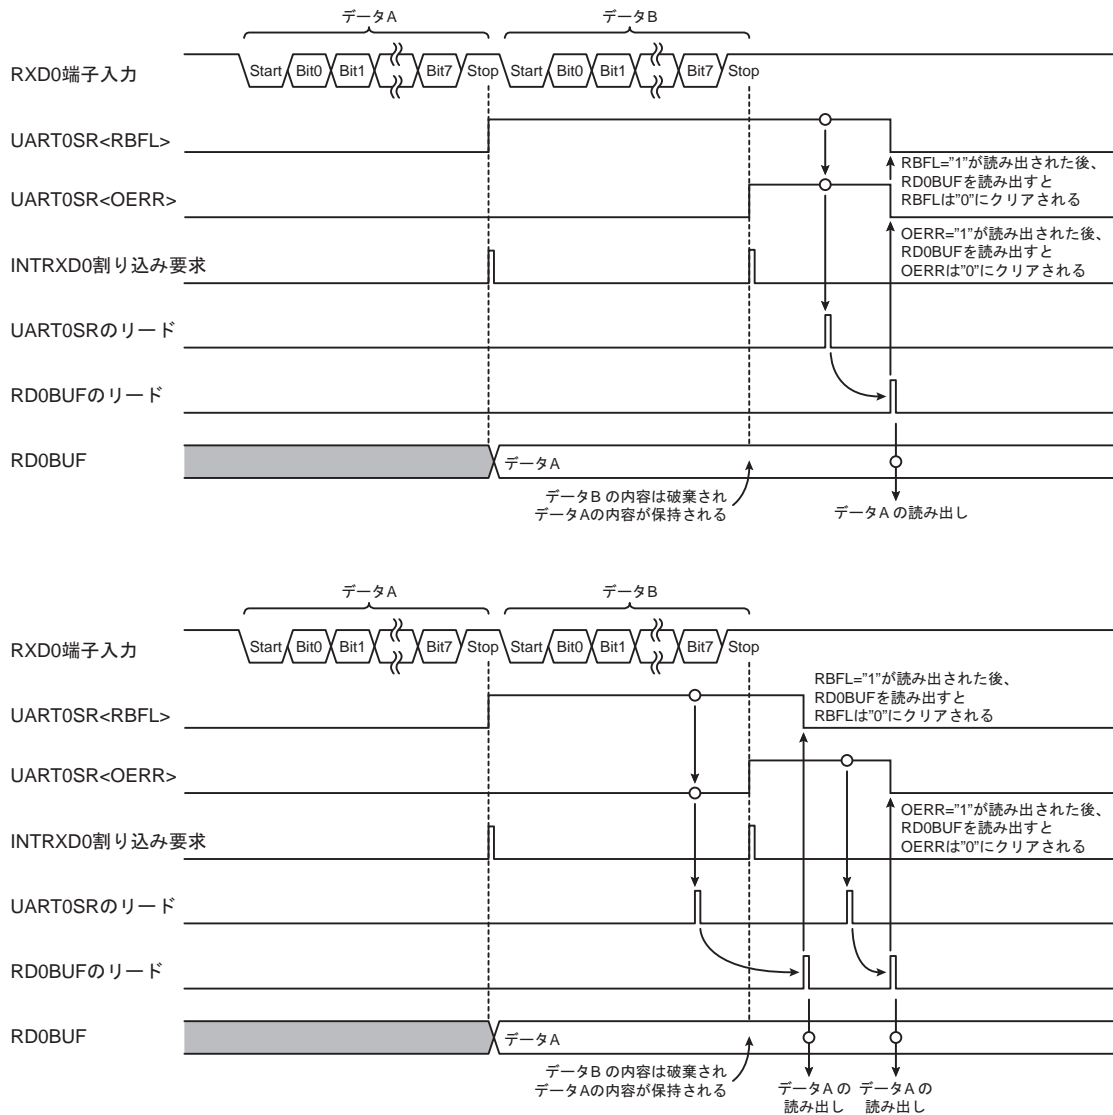 データA
データB
RXD0端子入力
Start Bit0 Bit1 Bit7 Stop Start Bit0 Bit1 Bit7 Stop
UART0SR<RBFL>
RBFL="1"が読み出された後、
RD0BUFを読み出すと
RBFLは"0"にクリアされる
UART0SR<OERR>
OERR="1"が読み出された後、
RD0BUFを読み出すと
OERRは"0"にクリアされる
INTRXD0割り込み要求
UART0SRのリード
RD0BUFのリード
RD0BUF
データA
データB の内容は破棄され
データAの内容が保持される
データA の読み出し
データA
データB
RXD0端子入力
Start Bit0 Bit1 Bit7 Stop Start Bit0 Bit1 Bit7 Stop
RBFL="1"が読み出された後、
RD0BUFを読み出すと
RBFLは"0"にクリアされる
UART0SR<RBFL>
UART0SR<OERR>
OERR="1"が読み出された後、
RD0BUFを読み出すと
OERRは"0"にクリアされる
INTRXD0割り込み要求
UART0SRのリード
RD0BUFのリード
RD0BUF
データA
データB の内容は破棄され
データAの内容が保持される
データA の
読み出し
データA の
読み出し